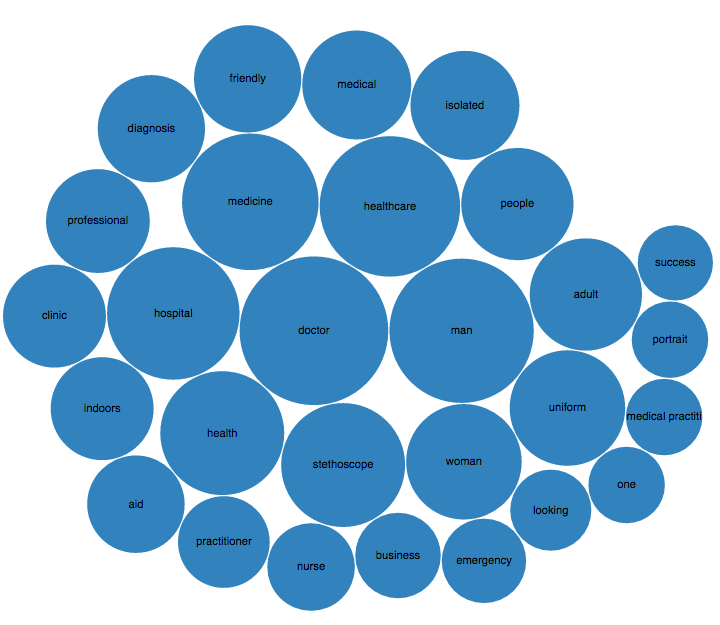 friendly
medical
isolated
diagnosis
medicine
healthcare
people
professional
success
adult
clinic
hospital
doctor
man
portrait
indoors
health
uniform
medical practiti
stethoscope
woman
one
aid
looking
practitioner
nurse
business
emergency